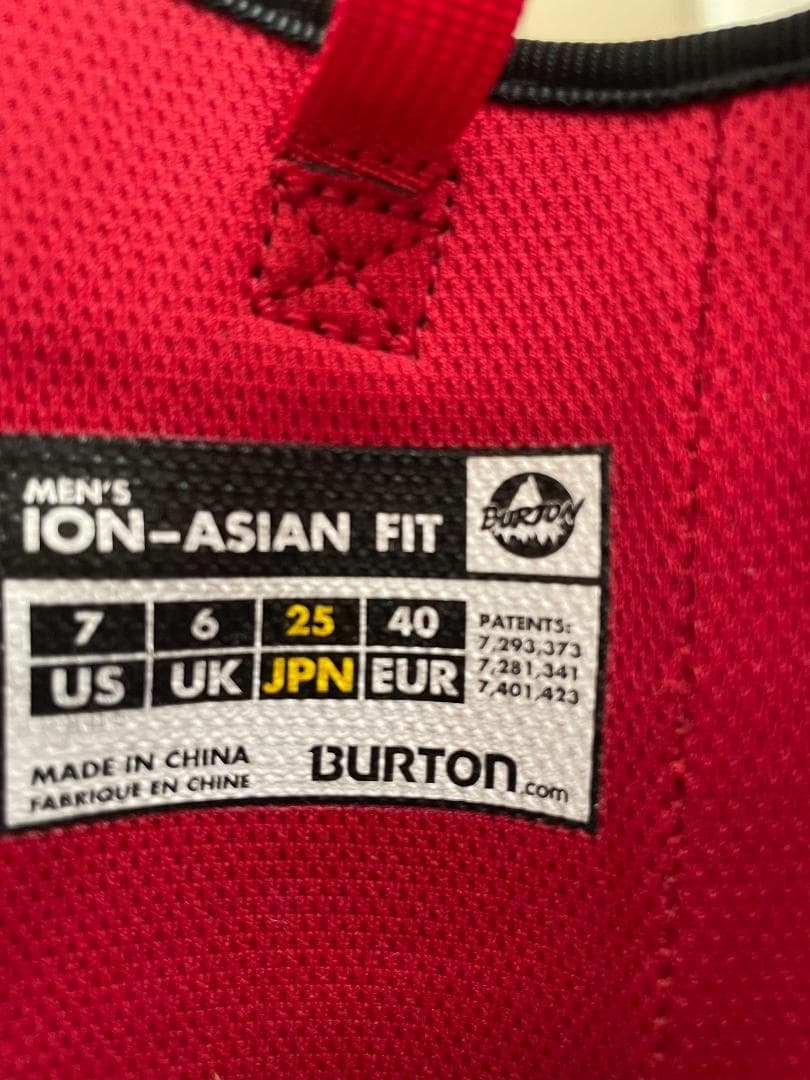 MEN'S
ION-ASIAN FIT
BURTON
7 6 25 40
US UK JPN EUR
PATENTS:
7,293,373
7,281,341
7,401,423
MADE IN CHINA
FABRIQUE EN CHINE
BURTON.com